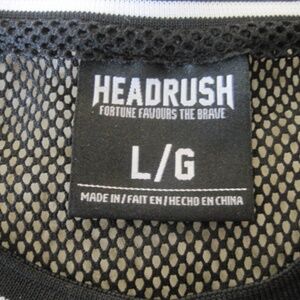 HEADRUSH
FORTUNE FAVOURS THE BRAVE
L/G
MADE IN/FAIT EN/HECHO EN CHINA